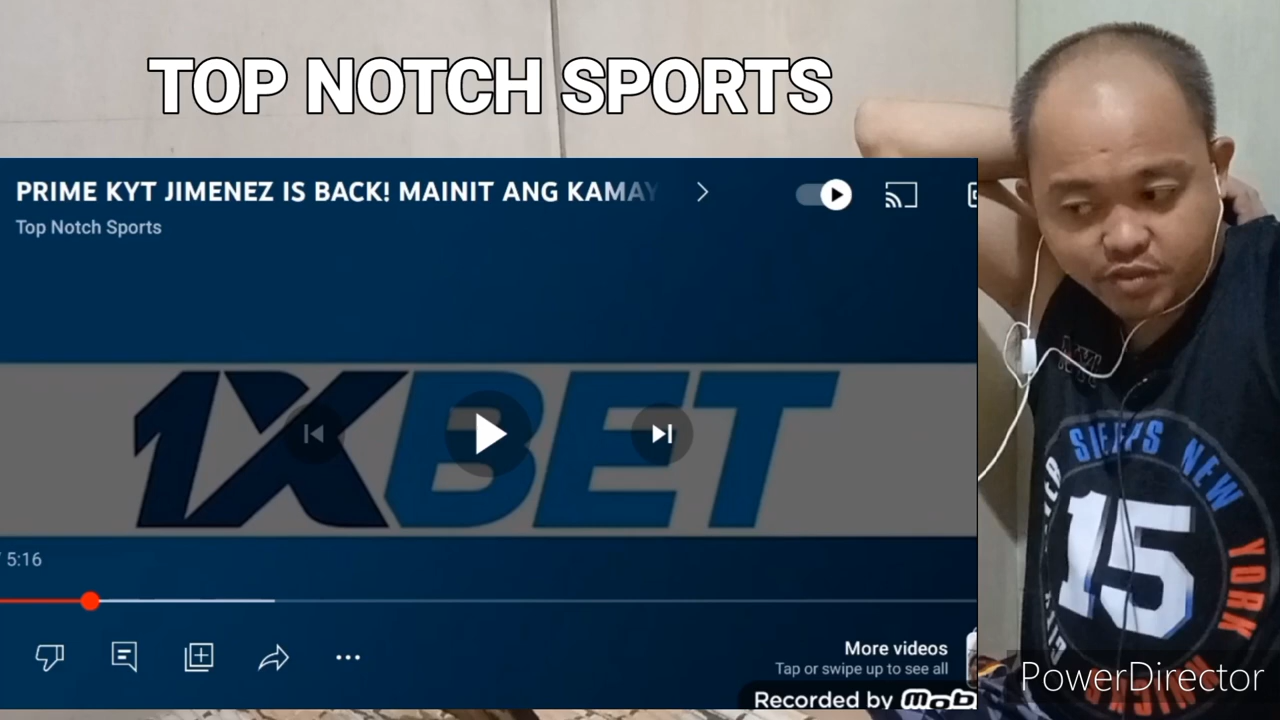 TOP NOTCH SPORTS
PRIME KYT JIMENEZ IS BACK! MAINIT ANG KAMAY
Top Notch Sports
1XBET
5:16
More videos
Tap or swipe up to see all
Recorded by
SLEEPS NEW YORK
15
PowerDirector